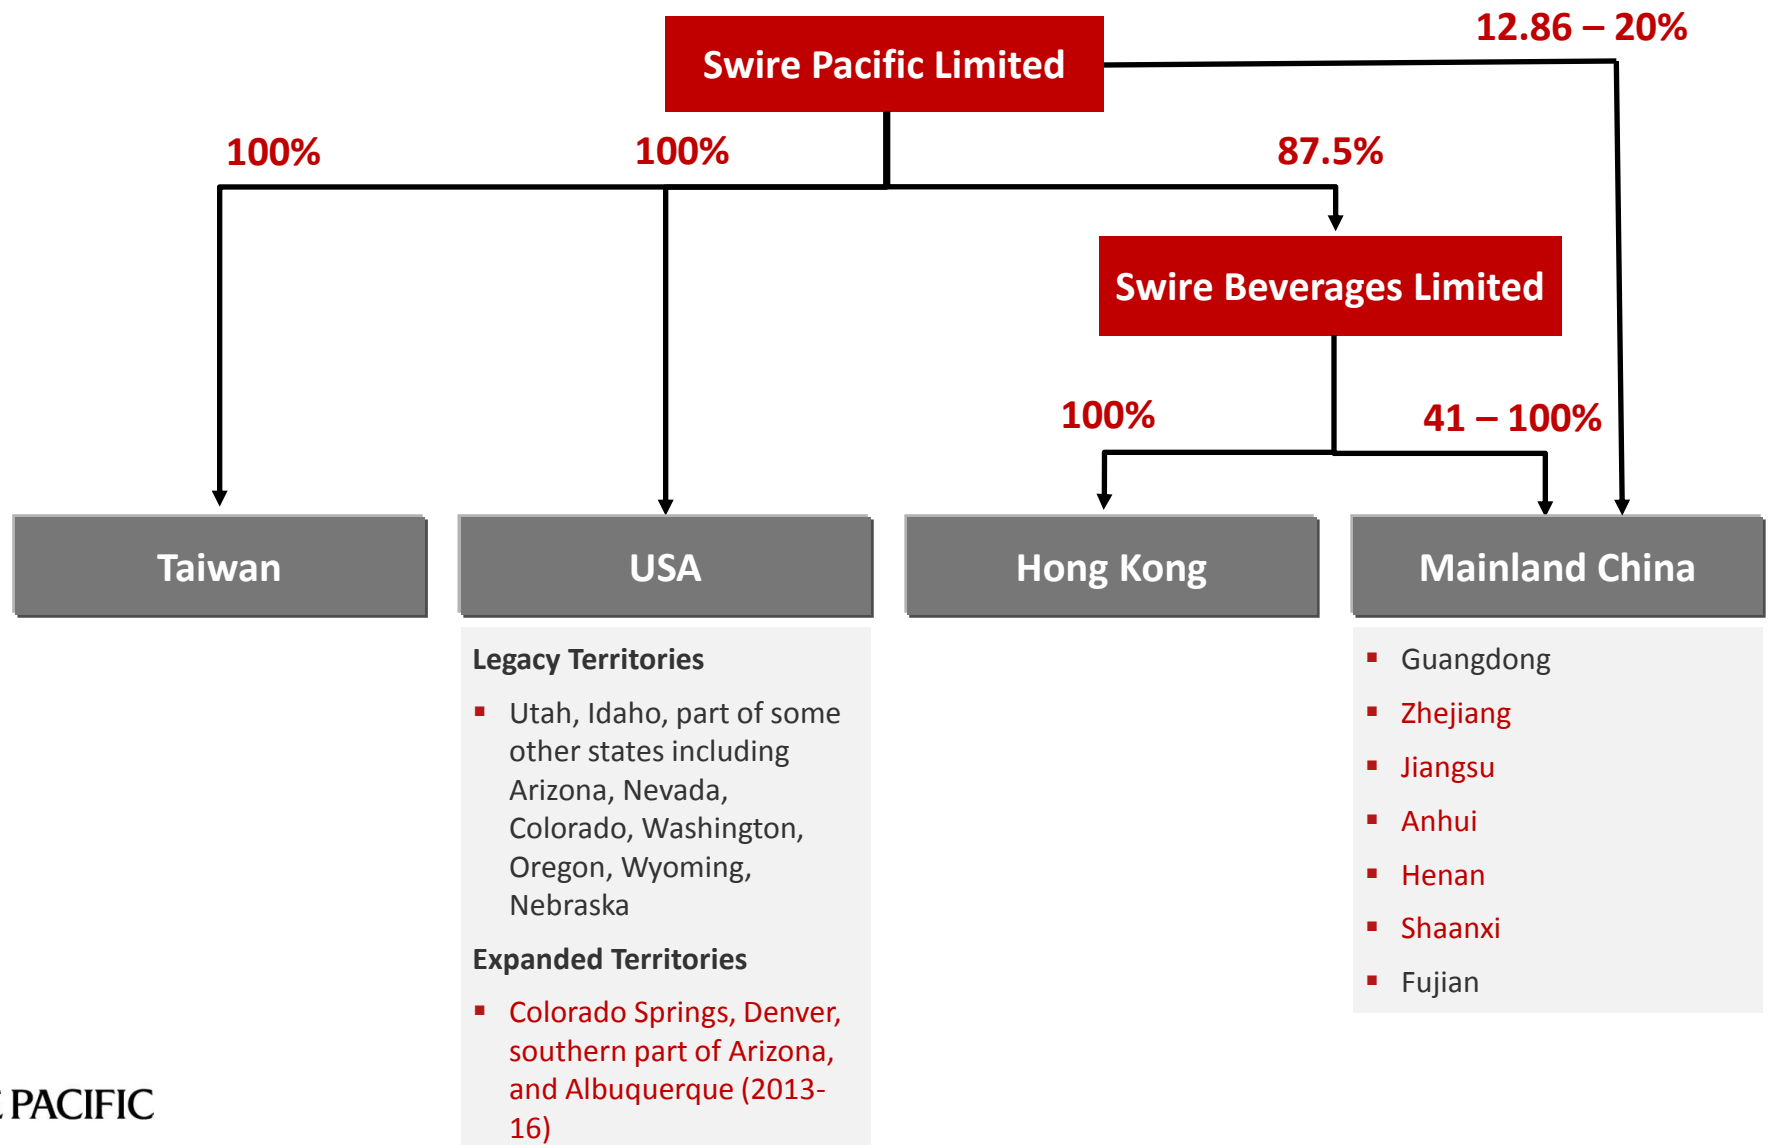 12.86 – 20%
Swire Pacific Limited
100%
100%
87.5%
Swire Beverages Limited
100%
41 – 100%
Taiwan
USA
Hong Kong
Mainland China
Legacy Territories
▪ Utah, Idaho, part of some
other states including
Arizona, Nevada,
Colorado, Washington,
Oregon, Wyoming,
Nebraska
Expanded Territories
▪ Colorado Springs, Denver,
southern part of Arizona,
and Albuquerque (2013-
16)
▪ Guangdong
▪ Zhejiang
▪ Jiangsu
▪ Anhui
▪ Henan
▪ Shaanxi
▪ Fujian
PACIFIC